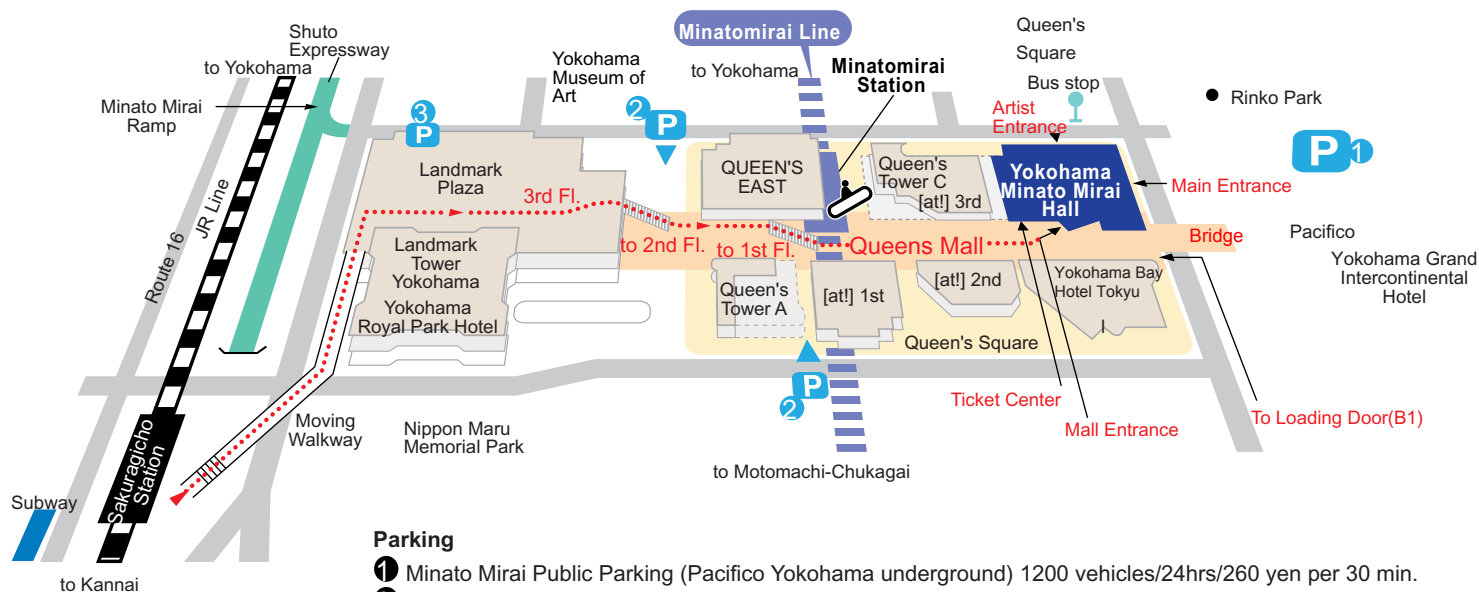 Shuto
Expressway
to Yokohama
Minato Mirai
Ramp
Route 16
JR Line
3
P
Yokohama
Museum of
Art
2
P
Minatomirai Line
to Yokohama
Minatomirai
Station
Queen's
Square
Bus stop
Artist
Entrance
Rinko Park
P
1
Landmark
Plaza
3rd Fl.
QUEEN'S
EAST
Queen's
Tower C
[at!] 3rd
Yokohama
Minato Mirai
Hall
Main Entrance
to 2nd Fl.
to 1st Fl.
Queens Mall
Bridge
Pacifico
Yokohama Grand
Intercontinental
Hotel
Landmark
Tower
Yokohama
Yokohama
Royal Park Hotel
Queen's
Tower A
[at!] 1st
[at!] 2nd
Yokohama Bay
Hotel Tokyu
Queen's Square
P
2
Ticket Center
Mall Entrance
To Loading Door(B1)
Moving
Walkway
Nippon Maru
Memorial Park
to Motomachi-Chukagai
Sakuragicho
Station
Subway
to Kannai
Parking
1 Minato Mirai Public Parking (Pacifico Yokohama underground) 1200 vehicles/24hrs/260 yen per 30 min.